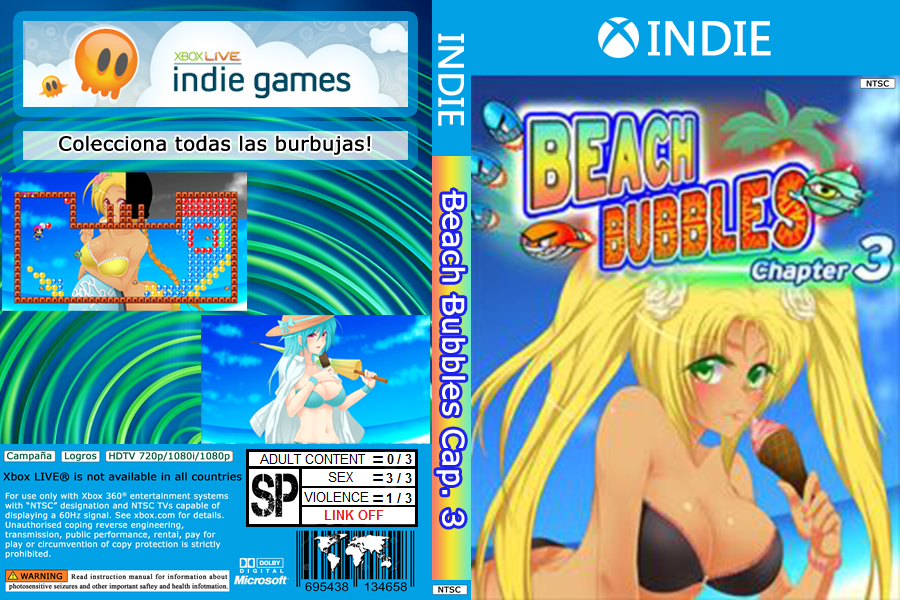 XBOX LIVE
indie games
Colecciona todas las burbujas!
Campaña Logros HDTV 720p/1080i/1080p
Xbox LIVE® is not available in all countries
For use only with Xbox 360® entertainment systems
with "NTSC" designation and NTSC TVs capable of
displaying a 60Hz signal. See xbox.com for details.
Unauthorised coping reverse engineering,
transmission, public performance, rental, pay for
play or circumvention of copy protection is strictly
prohibited.
WARNING Read instruction manual for information about
photosensitive seizures and other important saftey and health infotmation.
ADULT CONTENT = 0 / 3
SP
SEX = 3 / 3
VIOLENCE = 1 / 3
LINK OFF
DOLBY
DIGITAL
Microsoft
695438 134658
INDIE
Beach Bubbles Cap. 3
NTSC
INDIE
NTSC
BEACH
BUBBLES
Chapter 3